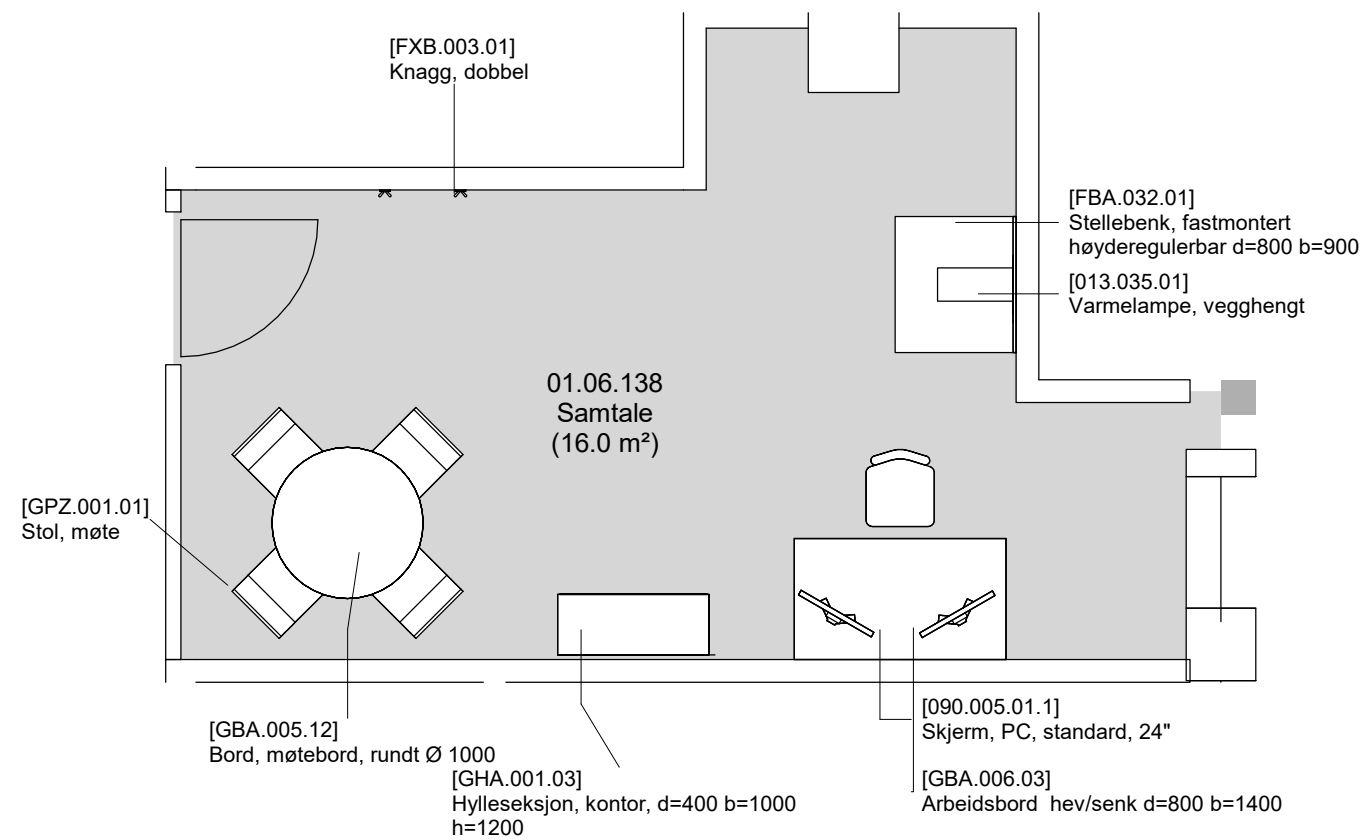 [FXB.003.01]
Knagg, dobbel
[FBA.032.01]
Stellebenk, fastmontert
høyderegulerbar d=800 b=900
[013.035.01]
Varmelampe, vegghengt
01.06.138
Samtale
(16.0 m²)
[GPZ.001.01]
Stol, møte
[GBA.005.12]
Bord, møtebord, rundt Ø 1000
[090.005.01.1]
Skjerm, PC, standard, 24"
[GHA.001.03]
Hylleseksjon, kontor, d=400 b=1000
h=1200
[GBA.006.03]
Arbeidsbord  hev/senk d=800 b=1400